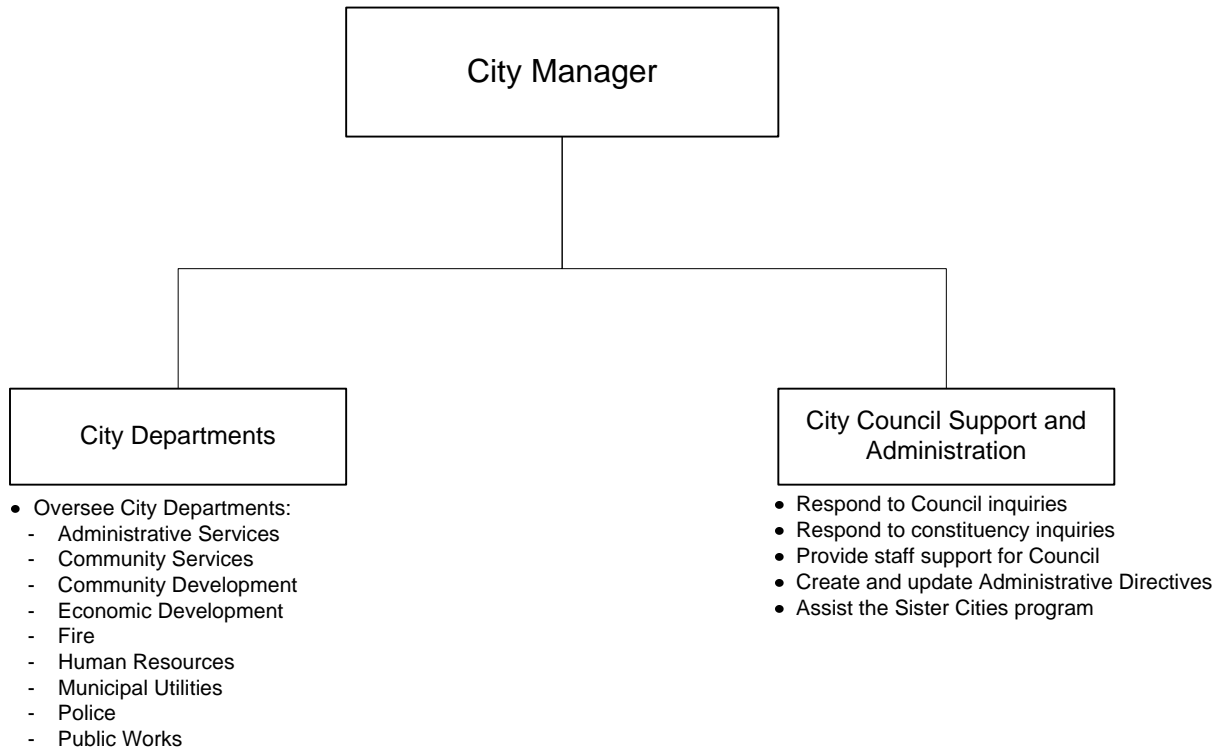 City Manager
City Departments
• Oversee City Departments:
- Administrative Services
- Community Services
- Community Development
- Economic Development
- Fire
- Human Resources
- Municipal Utilities
- Police
- Public Works
City Council Support and
Administration
• Respond to Council inquiries
• Respond to constituency inquiries
• Provide staff support for Council
• Create and update Administrative Directives
• Assist the Sister Cities program